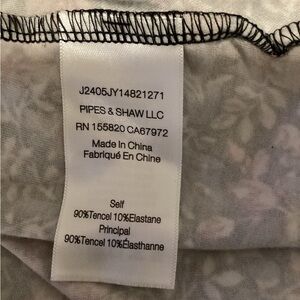 J2405JY14821271
PIPES & SHAW LLC
RN 155820 CA67972
Made In China
Fabriqué En Chine
Self
90%Tencel 10%Elastane
Principal
90%Tencel 10%Élasthanne